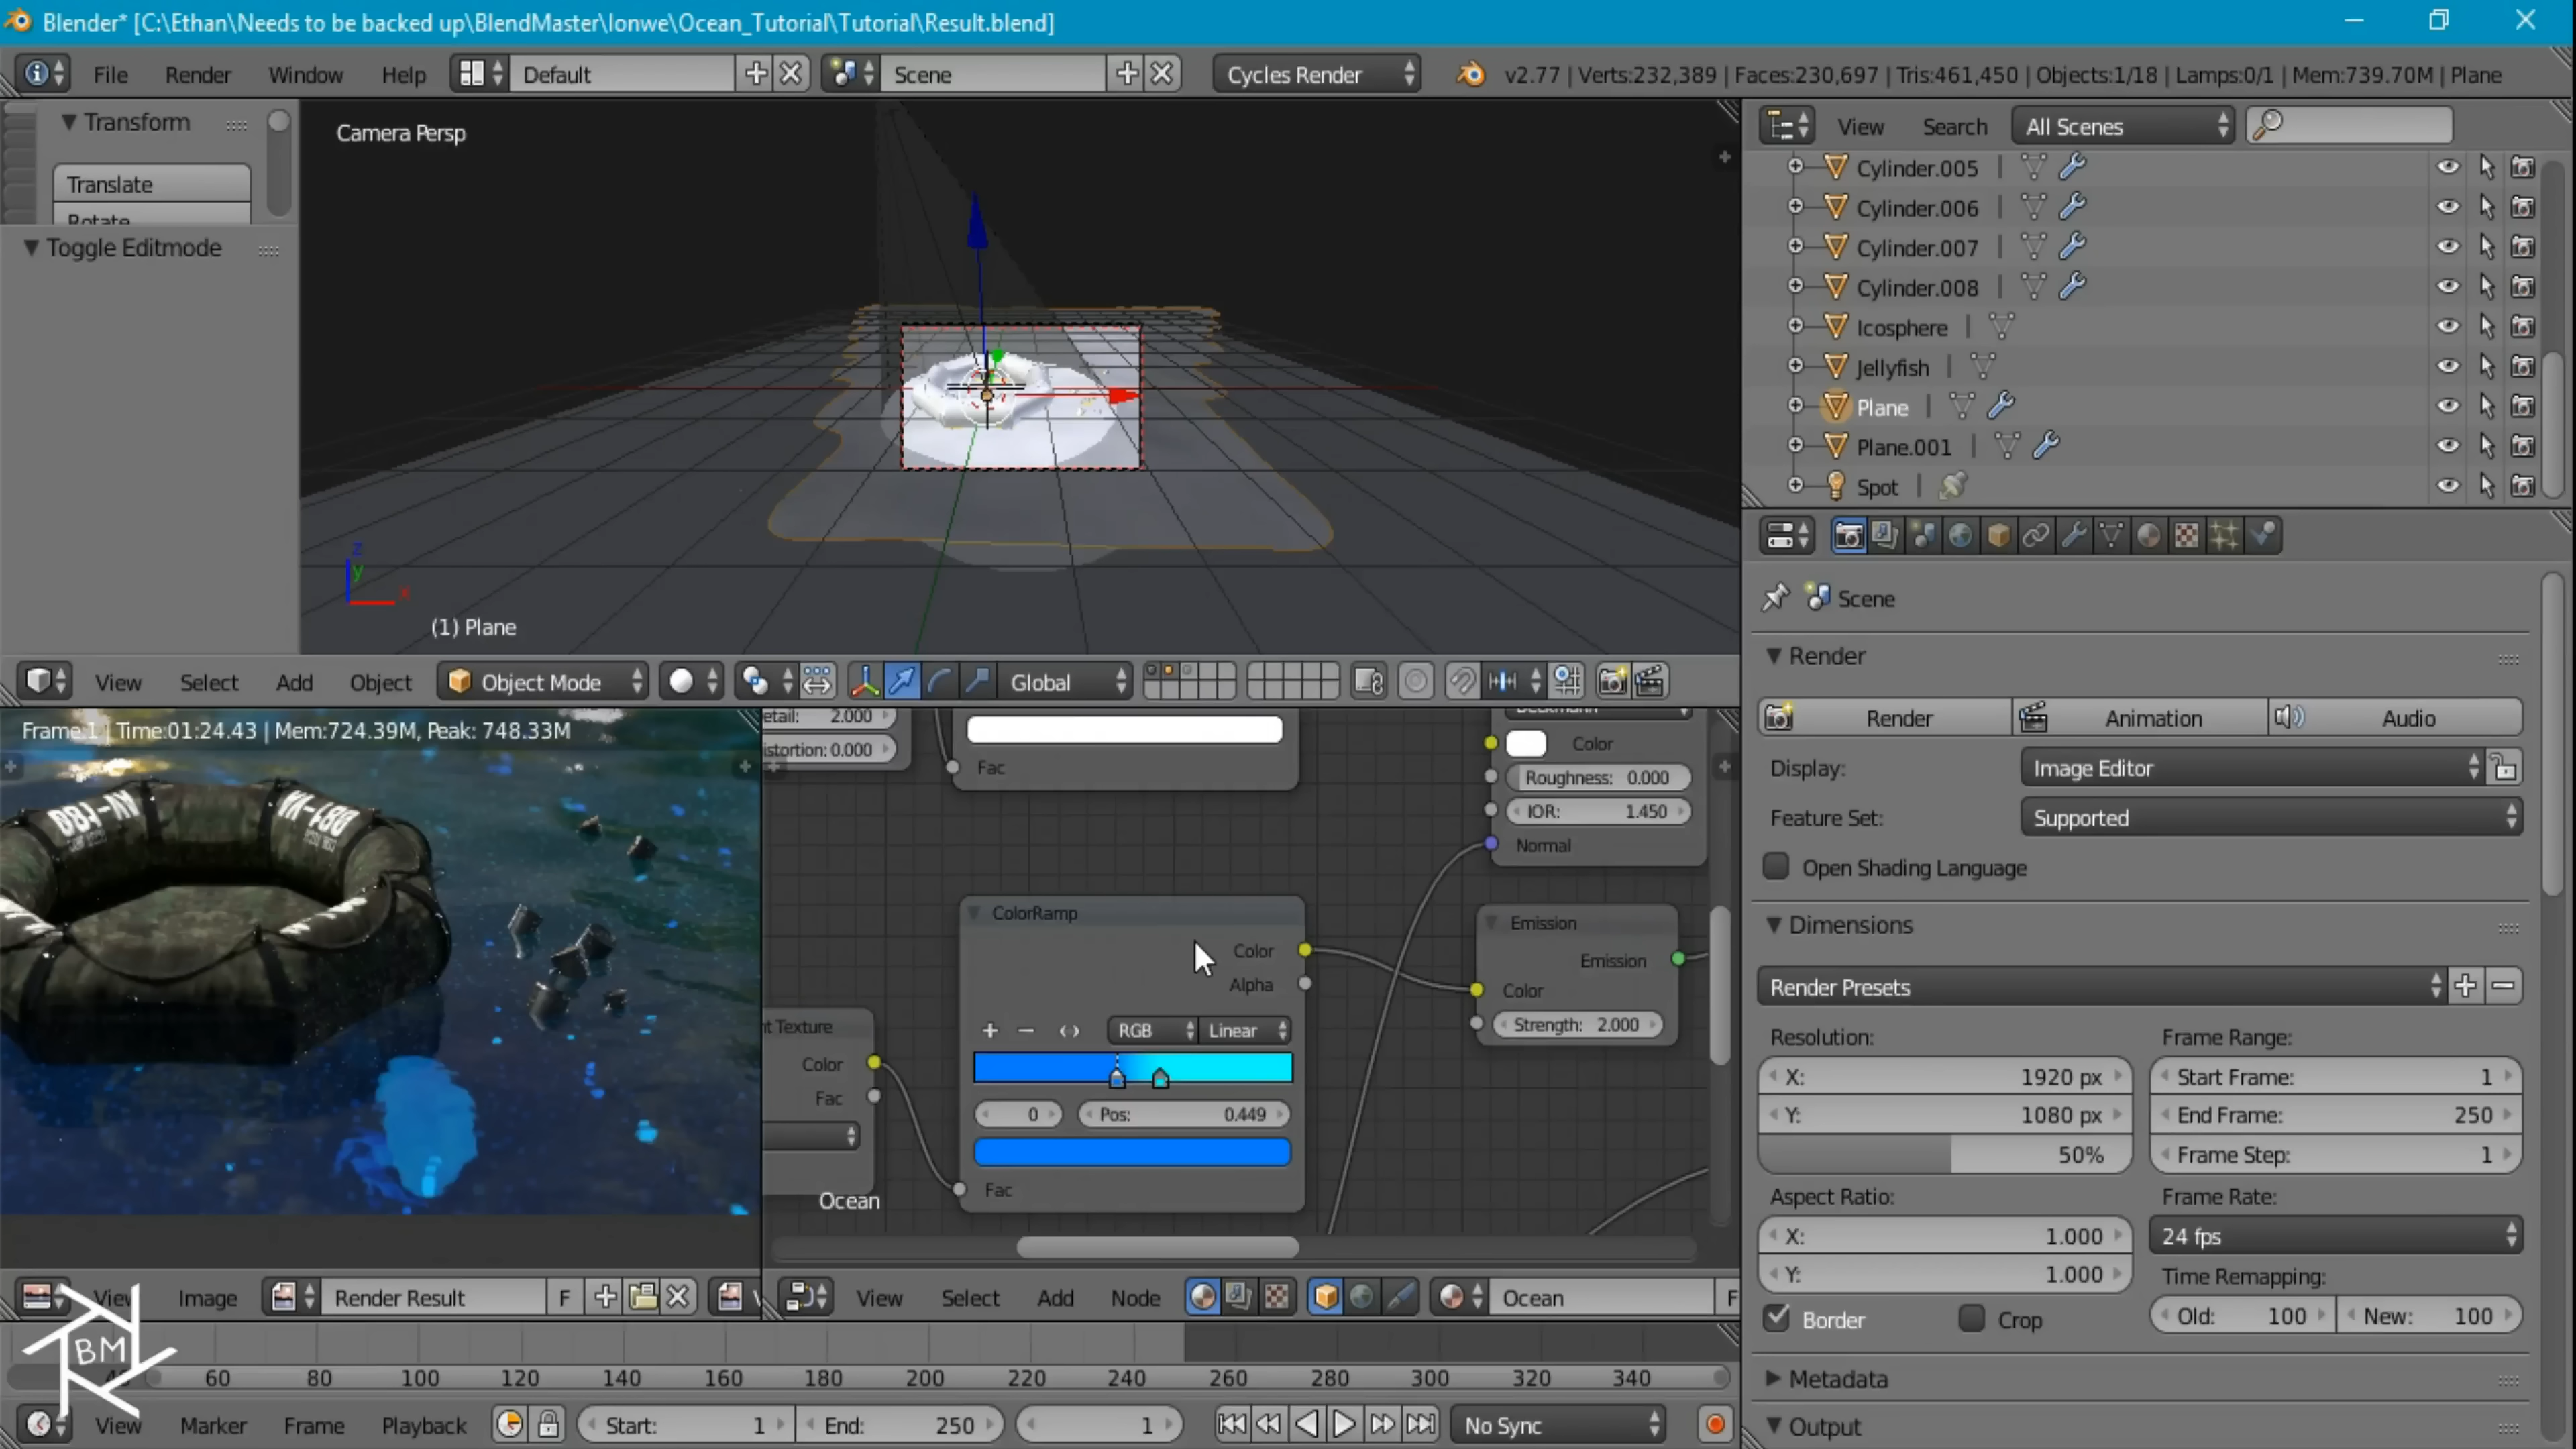 Blender* [C:\Ethan\Needs to be backed up\BlendMaster\Ionwe\Ocean_Tutorial\Tutorial\Result.blend]
File Render Window Help Default Scene Cycles Render v2.77 | Verts:232,389 | Faces:230,697 | Tris:461,450 | Objects:1/18 | Lamps:0/1 | Mem:739.70M | Plane
Transform
Translate
Rotate
Toggle Editmode
Camera Persp
z
y
x
(1) Plane
View Select Add Object Object Mode Global
View Search All Scenes
Cylinder.005
Cylinder.006
Cylinder.007
Cylinder.008
Icosphere
Jellyfish
Plane
Plane.001
Spot
Scene
Render
Render Animation Audio
Display: Image Editor
Feature Set: Supported
Open Shading Language
Dimensions
Render Presets
Resolution: Frame Range:
X: 1920 px Start Frame: 1
Y: 1080 px End Frame: 250
50% Frame Step: 1
Aspect Ratio: Frame Rate:
X: 1.000 24 fps
Y: 1.000 Time Remapping:
Border Crop Old: 100 New: 100
Metadata
Output
Frame:1 | Time:01:24.43 | Mem:724.39M, Peak: 748.33M
View Image Render Result F
etail: 2.000
istortion: 0.000
Fac
Color
Roughness: 0.000
IOR: 1.450
Normal
ColorRamp
Color
Alpha
RGB Linear
0 Pos: 0.449
Fac
Emission
Emission
Color
Strength: 2.000
nt Texture
Color
Fac
Ocean
View Select Add Node Ocean F
BM
40 60 80 100 120 140 160 180 200 220 240 260 280 300 320 340
View Marker Frame Playback Start: 1 End: 250 1 No Sync